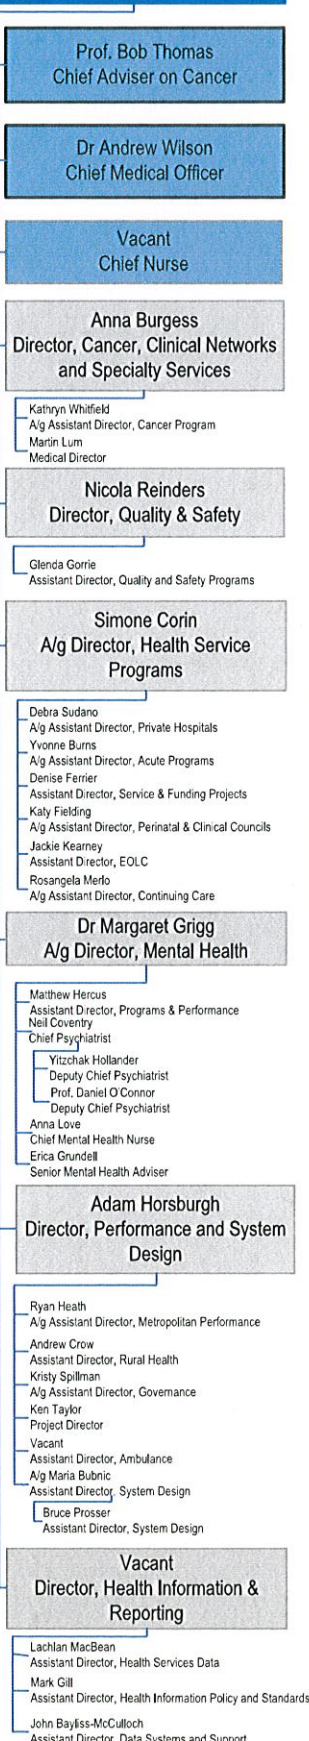 Prof. Bob Thomas
Chief Adviser on Cancer
Dr Andrew Wilson
Chief Medical Officer
Vacant
Chief Nurse
Anna Burgess
Director, Cancer, Clinical Networks
and Specialty Services
Kathryn Whitfield
A/g Assistant Director, Cancer Program
Martin Lum
Medical Director
Nicola Reinders
Director, Quality & Safety
Glenda Gorrie
Assistant Director, Quality and Safety Programs
Simone Corin
A/g Director, Health Service
Programs
Debra Sudano
A/g Assistant Director, Private Hospitals
Yvonne Burns
A/g Assistant Director, Acute Programs
Denise Ferrier
Assistant Director, Service & Funding Projects
Katy Fielding
A/g Assistant Director, Perinatal & Clinical Councils
Jackie Kearney
Assistant Director, EOLC
Rosangela Merlo
A/g Assistant Director, Continuing Care
Dr Margaret Grigg
A/g Director, Mental Health
Matthew Hercus
Assistant Director, Programs & Performance
Neil Coventry
Chief Psychiatrist
Yitzchak Hollander
Deputy Chief Psychiatrist
Prof. Daniel O'Connor
Deputy Chief Psychiatrist
Anna Love
Chief Mental Health Nurse
Erica Grundell
Senior Mental Health Adviser
Adam Horsburgh
Director, Performance and System
Design
Ryan Heath
A/g Assistant Director, Metropolitan Performance
Andrew Crow
Assistant Director, Rural Health
Kristy Spillman
A/g Assistant Director, Governance
Ken Taylor
Project Director
Vacant
Assistant Director, Ambulance
A/g Maria Bubnic
Assistant Director, System Design
Bruce Prosser
Assistant Director, System Design
Vacant
Director, Health Information &
Reporting
Lachlan MacBean
Assistant Director, Health Services Data
Mark Gill
Assistant Director, Health Information Policy and Standards
John Bayliss-McCulloch
Assistant Director, Data Systems and Support